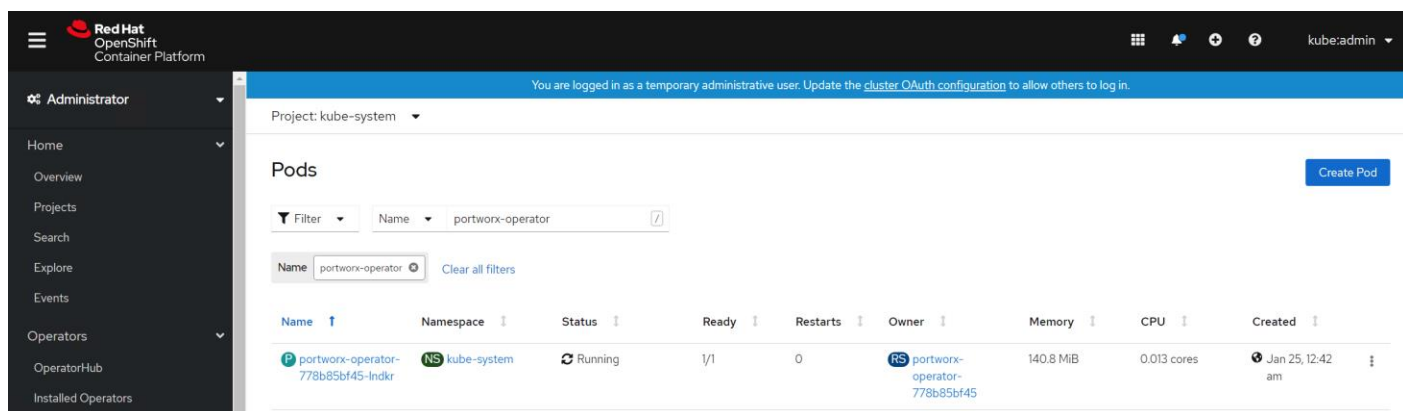 Red Hat
OpenShift
Container Platform
kube:admin
Administrator
You are logged in as a temporary administrative user. Update the cluster OAuth configuration to allow others to log in.
Project: kube-system
Home
Overview
Projects
Search
Explore
Events
Operators
OperatorHub
Installed Operators
Pods
Create Pod
Filter
Name
portworx-operator
/
Name portworx-operator
Clear all filters
Name Namespace Status Ready Restarts Owner Memory CPU Created
P portworx-operator-
778b85bf45-lndkr
NS kube-system
Running
1/1
0
RS portworx-
operator-
778b85bf45
140.8 MiB
0.013 cores
Jan 25, 12:42
am